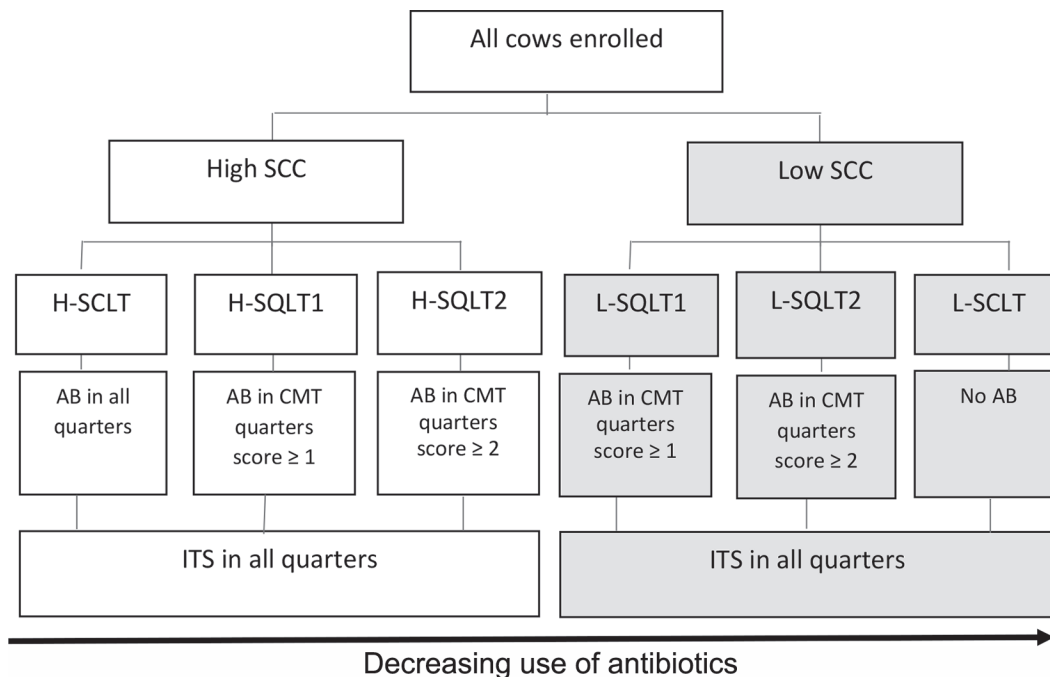 All cows enrolled
High SCC
Low SCC
H-SCLT
H-SQLT1
H-SQLT2
L-SQLT1
L-SQLT2
L-SCLT
AB in all
quarters
AB in CMT
quarters
score ≥ 1
AB in CMT
quarters
score ≥ 2
AB in CMT
quarters
score ≥ 1
AB in CMT
quarters
score ≥ 2
No AB
ITS in all quarters
ITS in all quarters
Decreasing use of antibiotics